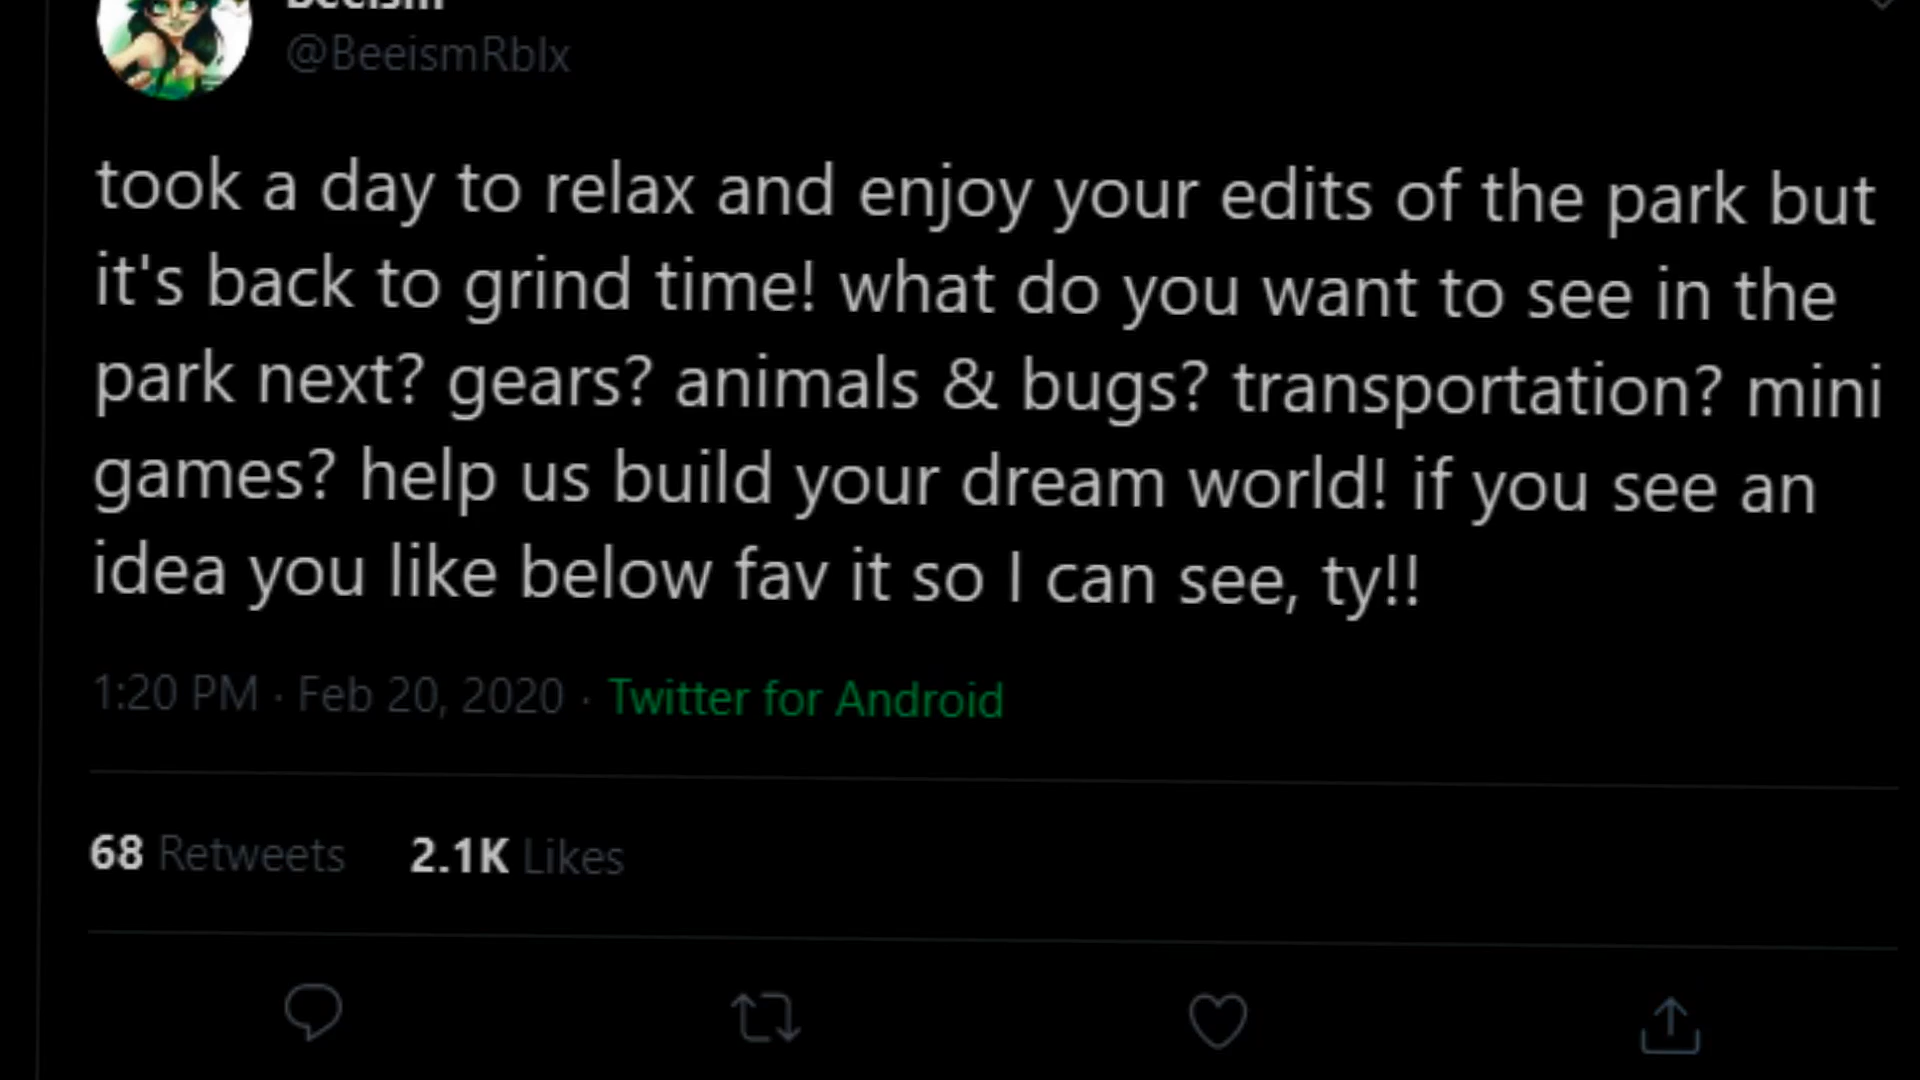 Beeism
@BeeismRblx
took a day to relax and enjoy your edits of the park but
it's back to grind time! what do you want to see in the
park next? gears? animals & bugs? transportation? mini
games? help us build your dream world! if you see an
idea you like below fav it so I can see, ty!!
1:20 PM · Feb 20, 2020 · Twitter for Android
68 Retweets 2.1K Likes